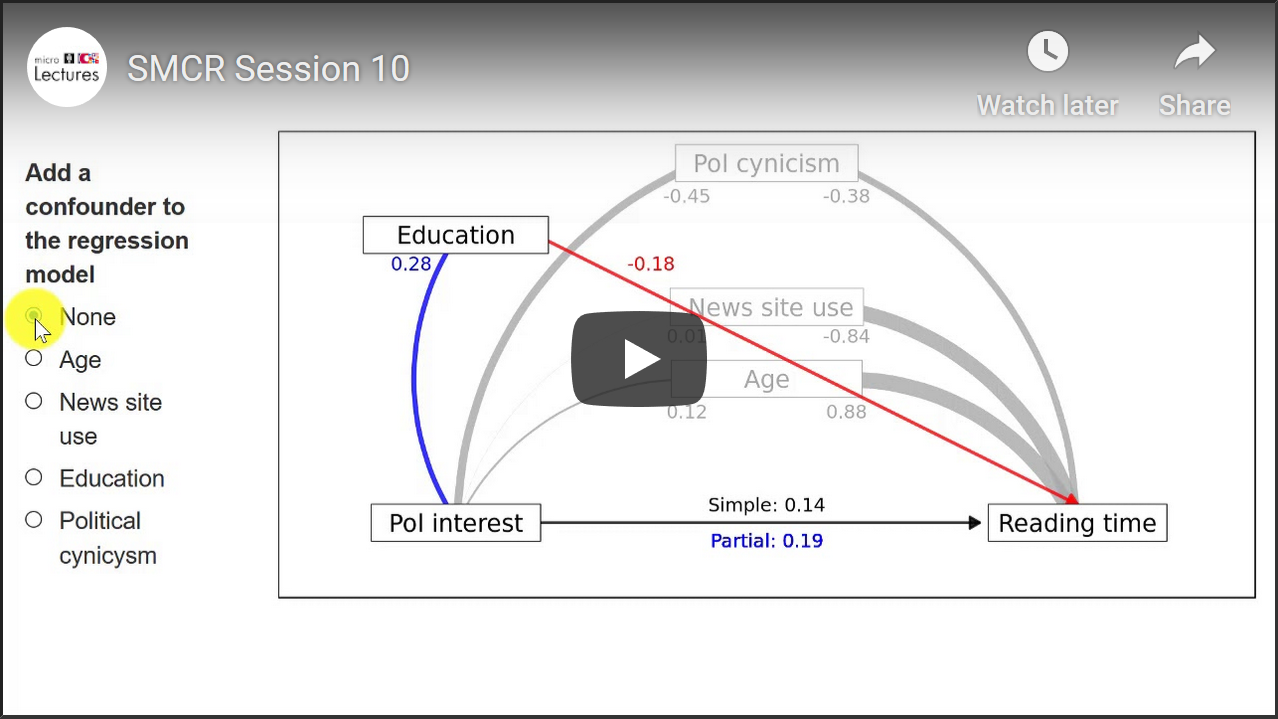 micro
Lectures
SMCR Session 10
Watch later
Share
Add a
confounder to
the regression
model
None
Age
News site
use
Education
Political
cynicysm
Pol cynicism
-0.45
-0.38
Education
0.28
-0.18
News site use
0.01
-0.84
Age
0.12
0.88
Simple: 0.14
Pol interest
Reading time
Partial: 0.19